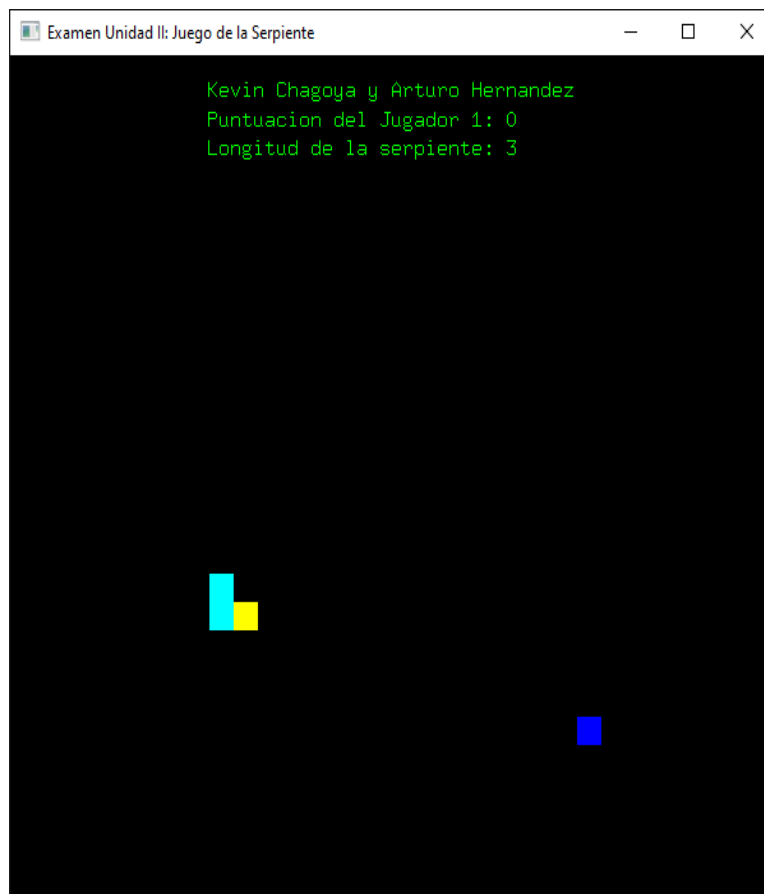 Examen Unidad II: Juego de la Serpiente
Kevin Chagoya y Arturo Hernandez
Puntuacion del Jugador 1: 0
Longitud de la serpiente: 3